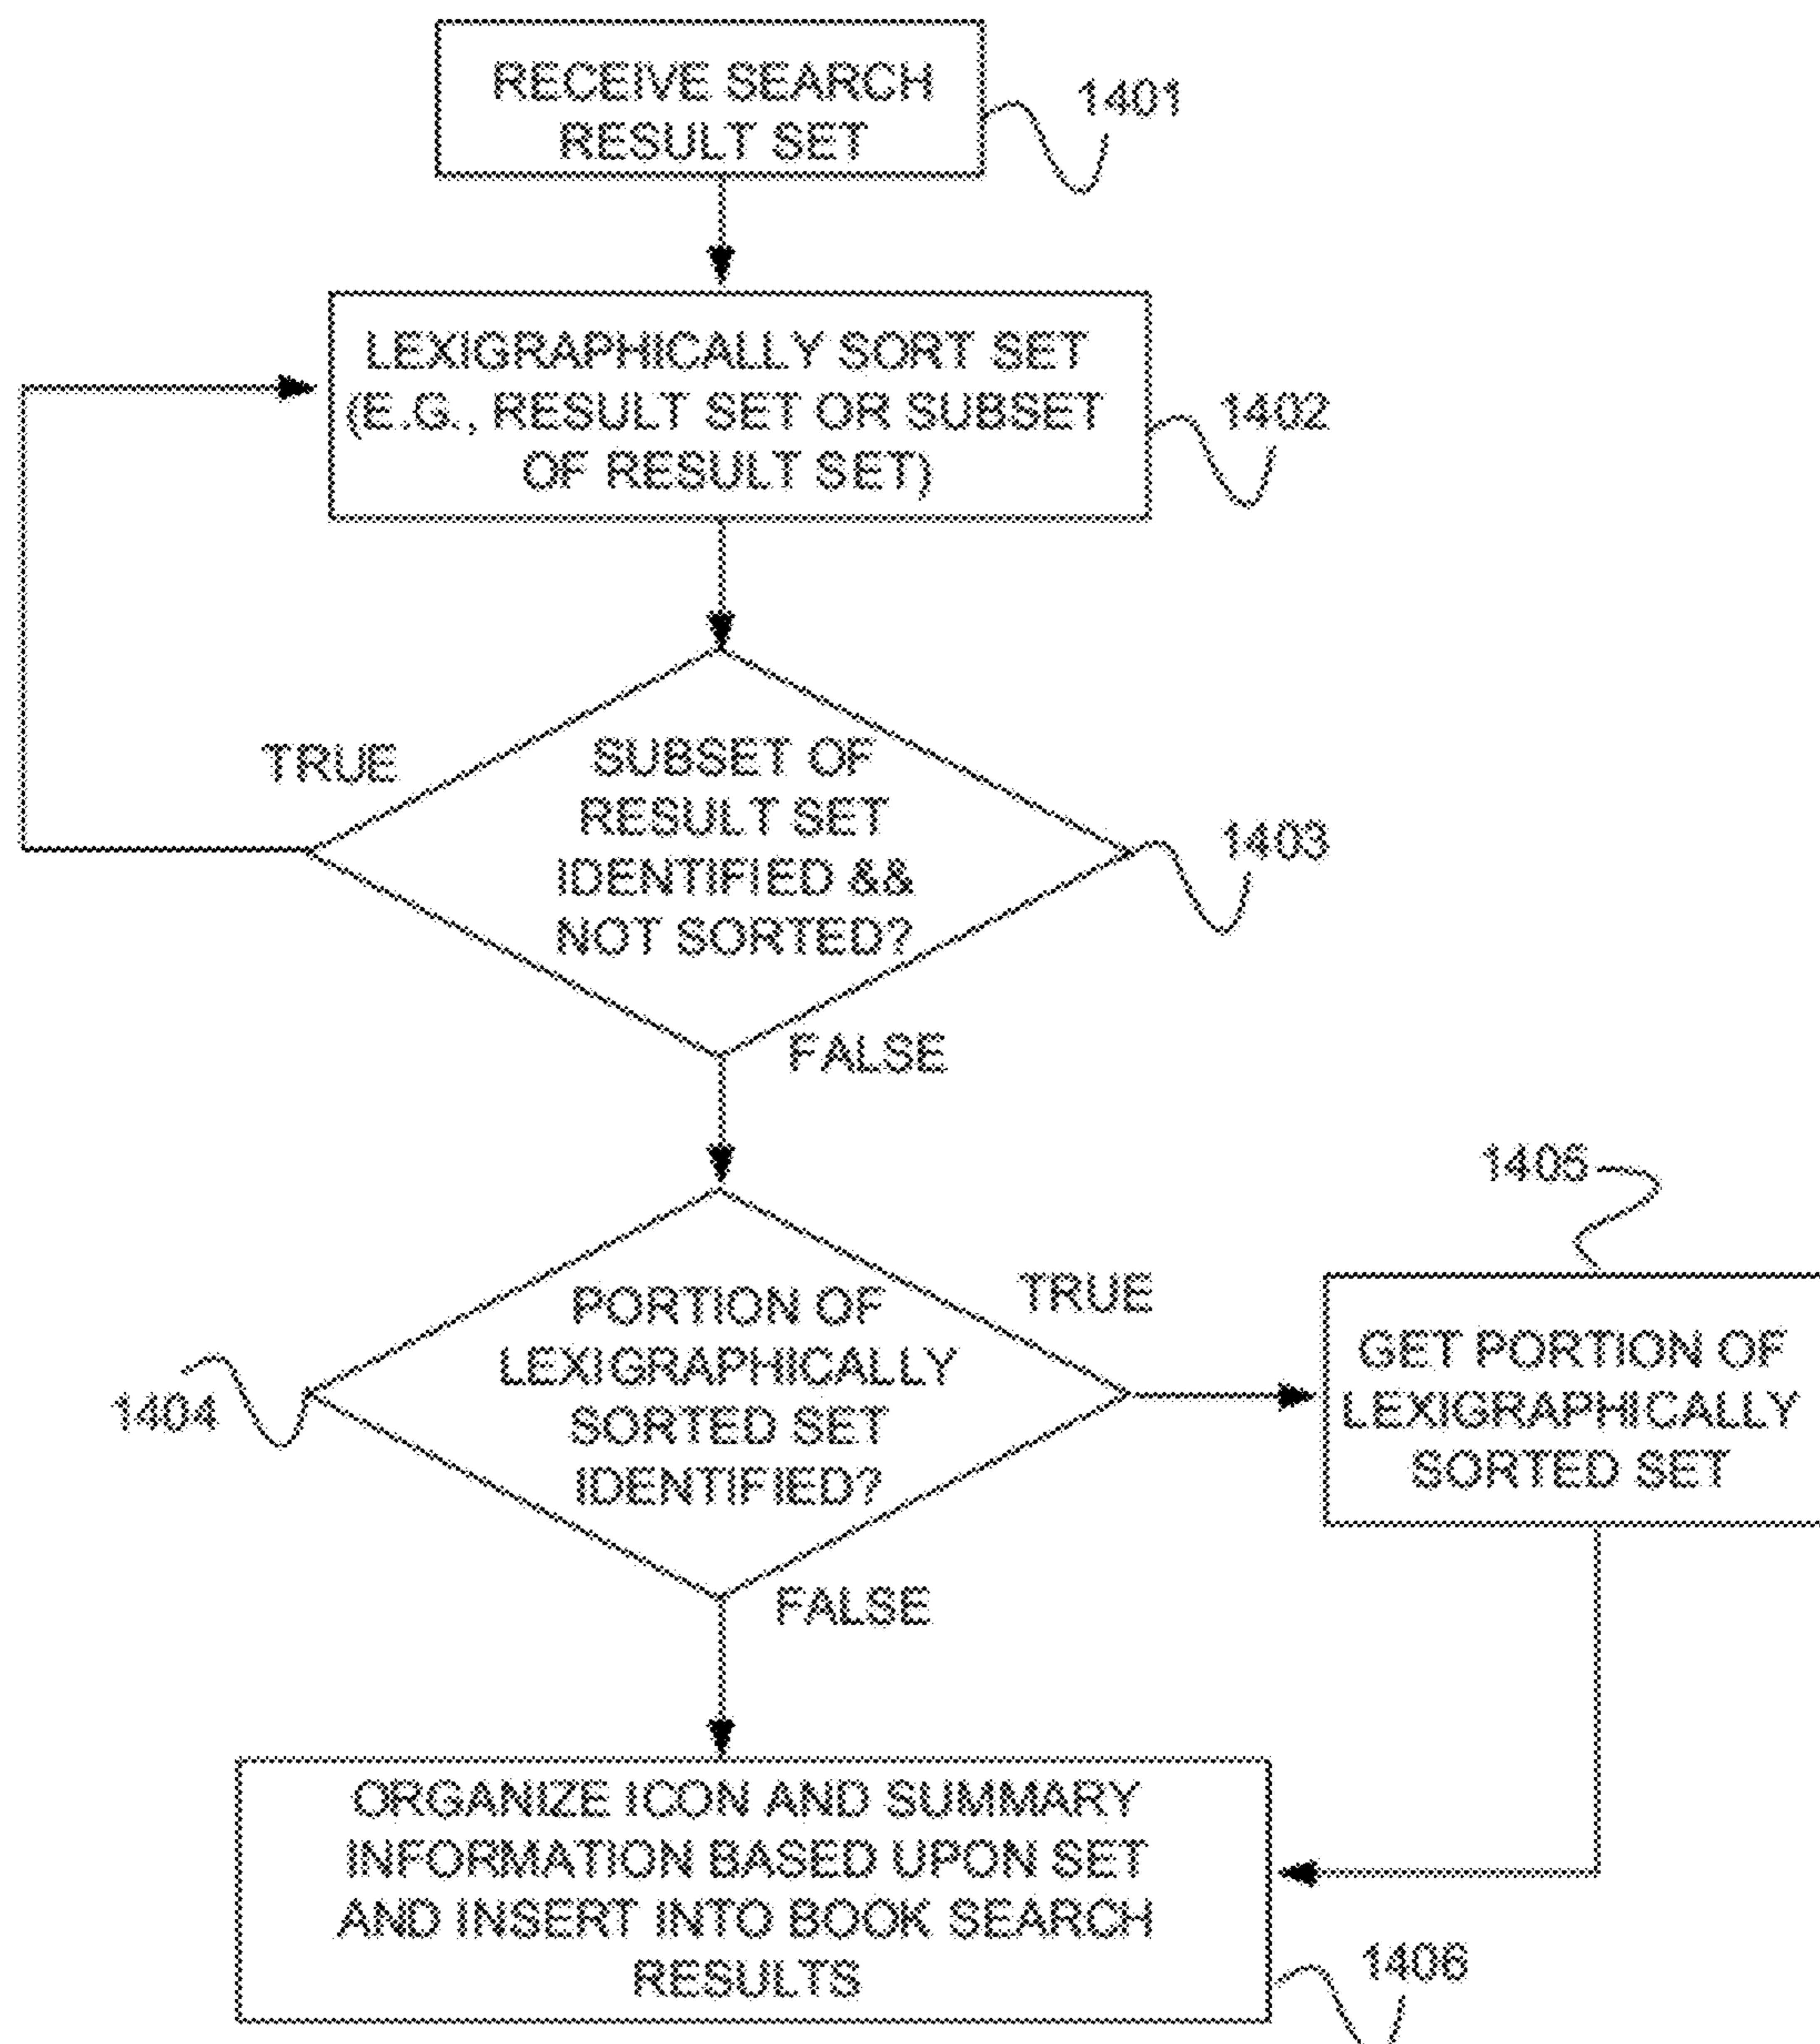 RECEIVE SEARCH
RESULT SET
1401
LEXIGRAPHICALLY SORT SET
(E.G., RESULT SET OR SUBSET
OF RESULT SET)
1402
TRUE
SUBSET OF
RESULT SET
IDENTIFIED &&
NOT SORTED?
1403
FALSE
1405
TRUE
PORTION OF
LEXIGRAPHICALLY
SORTED SET
IDENTIFIED?
1404
GET PORTION OF
LEXIGRAPHICALLY
SORTED SET
FALSE
ORGANIZE ICON AND SUMMARY
INFORMATION BASED UPON SET
AND INSERT INTO BOOK SEARCH
RESULTS
1406